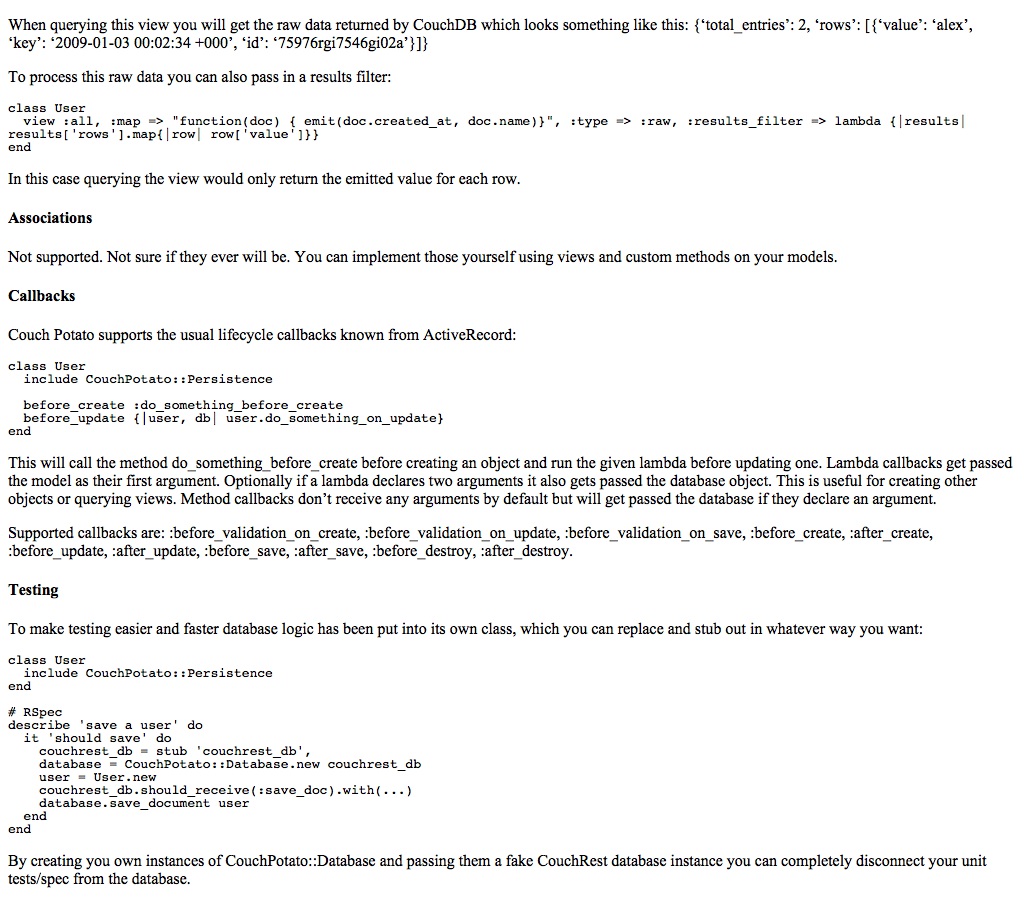 When querying this view you will get the raw data returned by CouchDB which looks something like this: {‘total_entries’: 2, ‘rows’: [{‘value’: ‘alex’,
‘key’: ‘2009-01-03 00:02:34 +000’, ‘id’: ‘75976rgi7546gi02a’}]}
To process this raw data you can also pass in a results filter:
class User
  view :all, :map => "function(doc) { emit(doc.created_at, doc.name)}", :type => :raw, :results_filter => lambda {|results|
results['rows'].map{|row| row['value']}}
end
In this case querying the view would only return the emitted value for each row.
Associations
Not supported. Not sure if they ever will be. You can implement those yourself using views and custom methods on your models.
Callbacks
Couch Potato supports the usual lifecycle callbacks known from ActiveRecord:
class User
  include CouchPotato::Persistence
  before_create :do_something_before_create
  before_update {|user, db| user.do_something_on_update}
end
This will call the method do_something_before_create before creating an object and run the given lambda before updating one. Lambda callbacks get passed
the model as their first argument. Optionally if a lambda declares two arguments it also gets passed the database object. This is useful for creating other
objects or querying views. Method callbacks don’t receive any arguments by default but will get passed the database if they declare an argument.
Supported callbacks are: :before_validation_on_create, :before_validation_on_update, :before_validation_on_save, :before_create, :after_create,
:before_update, :after_update, :before_save, :after_save, :before_destroy, :after_destroy.
Testing
To make testing easier and faster database logic has been put into its own class, which you can replace and stub out in whatever way you want:
class User
  include CouchPotato::Persistence
end
# RSpec
describe 'save a user' do
  it 'should save' do
    couchrest_db = stub 'couchrest_db',
    database = CouchPotato::Database.new couchrest_db
    user = User.new
    couchrest_db.should_receive(:save_doc).with(...)
    database.save_document user
  end
end
By creating you own instances of CouchPotato::Database and passing them a fake CouchRest database instance you can completely disconnect your unit
tests/spec from the database.